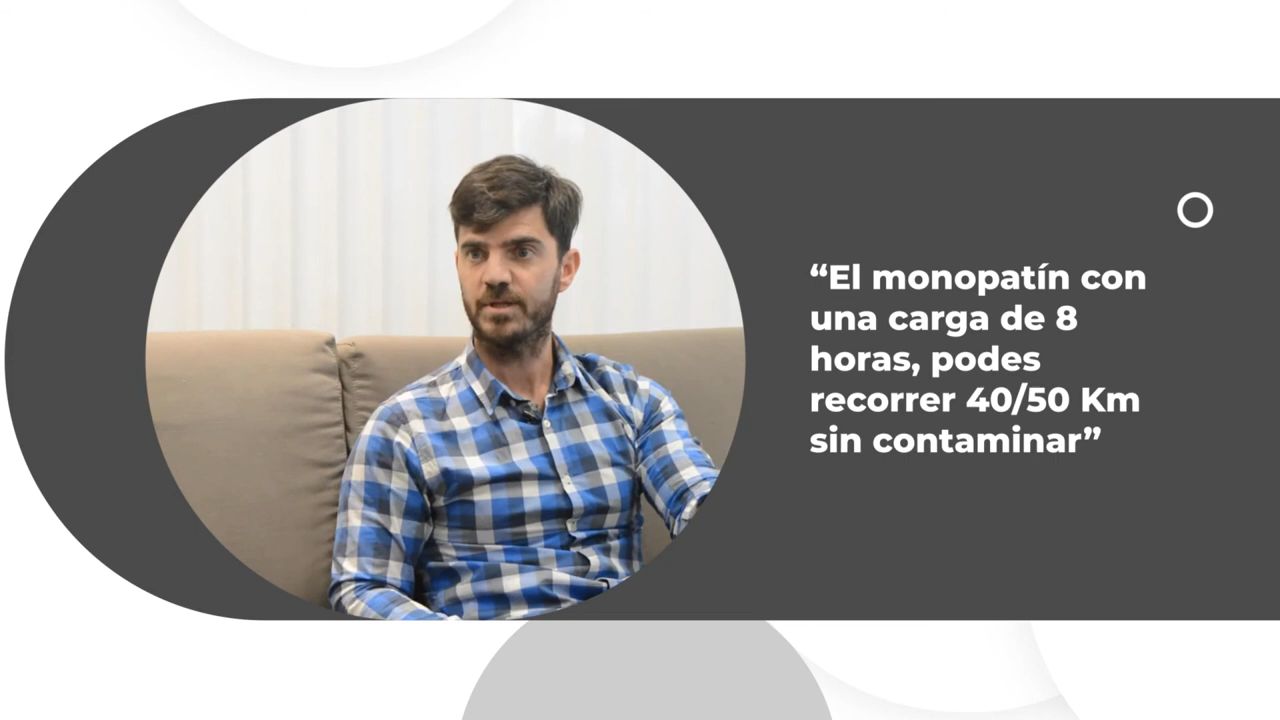 “El monopatín con
una carga de 8
horas, podes
recorrer 40/50 Km
sin contaminar”